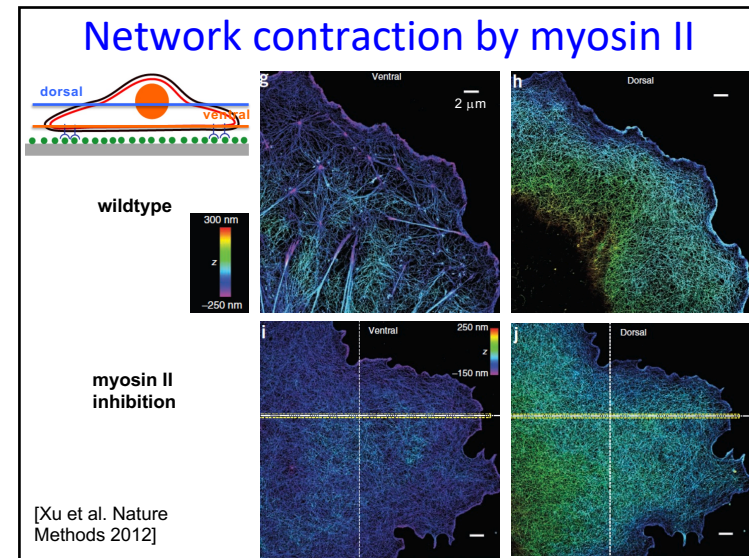 Network contraction by myosin II
dorsal
ventral
wildtype
300 nm
z
−250 nm
g
Ventral
2 μm
h
Dorsal
myosin II
inhibition
i
Ventral
250 nm
z
−150 nm
j
Dorsal
[Xu et al. Nature
Methods 2012]